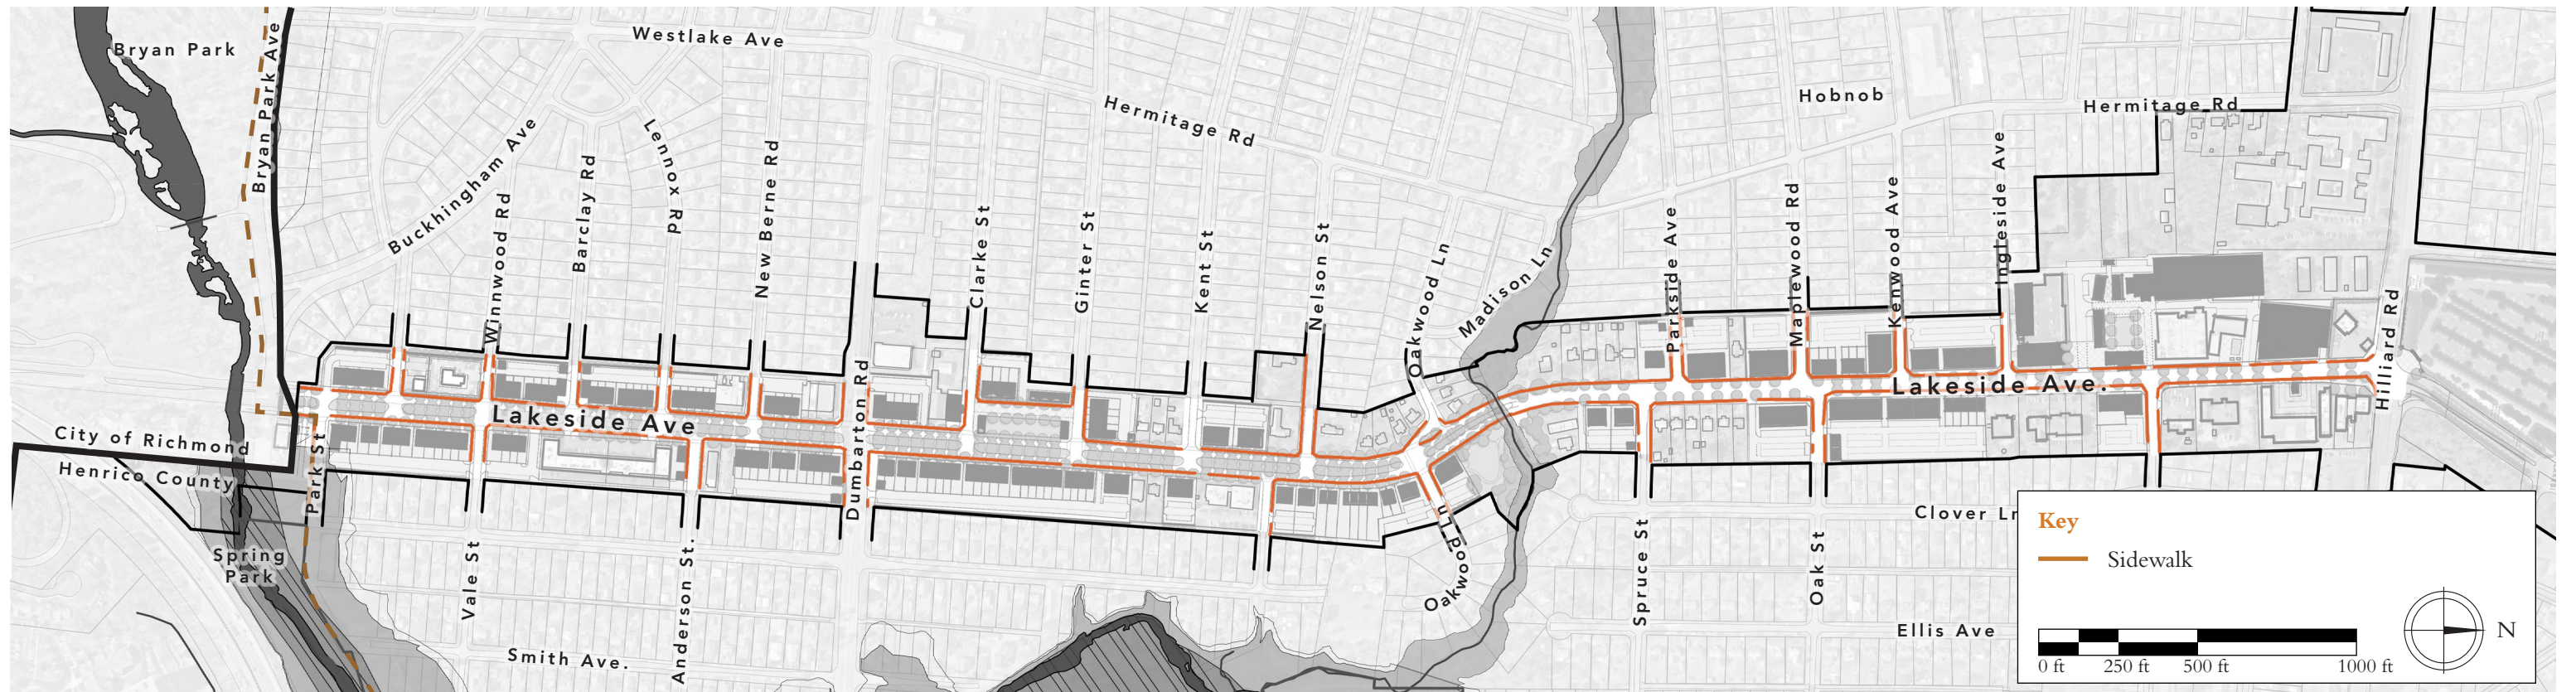 Bryan Park
Bryan Park Ave
Westlake Ave
Buckhingham Ave
Winnwood Rd
Barclay Rd
Lennox Rd
New Berne Rd
Hermitage Rd
Clarke St
Ginter St
Kent St
Nelson St
Oakwood Ln
Madison Ln
Hobnob
Hermitage Rd
Parkside Ave
Maplewood Rd
Kenwood Ave
Ingleside Ave
Hilliard Rd
Lakeside Ave
Lakeside Ave.
Dumbarton Rd
City of Richmond
Henrico County
Park St
Spring
Park
Vale St
Anderson St.
Smith Ave.
Oakwood Ln
Spruce St
Oak St
Clover Ln
Ellis Ave
Key
Sidewalk
0 ft 250 ft 500 ft 1000 ft
N